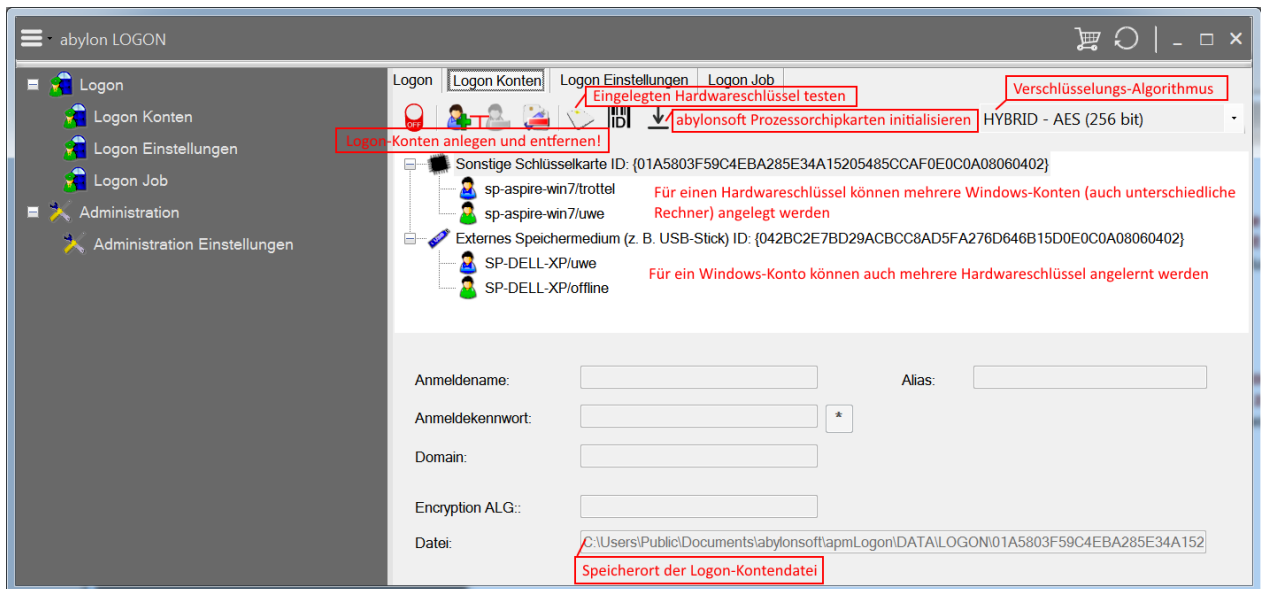 abylon LOGON
Logon
Logon Konten
Logon Einstellungen
Logon Job
Administration
Administration Einstellungen
Logon
Logon Konten
Logon Einstellungen
Logon Job
Eingelegten Hardwareschlüssel testen
Verschlüsselungs-Algorithmus
OFF
ID
abylonsoft Prozessorchipkarten initialisieren
HYBRID - AES (256 bit)
Logon-Konten anlegen und entfernen!
Sonstige Schlüsselkarte ID: {01A5803F59C4EBA285E34A15205485CCAF0E0C0A08060402}
sp-aspire-win7/trottel
sp-aspire-win7/uwe
Für einen Hardwareschlüssel können mehrere Windows-Konten (auch unterschiedliche
Rechner) angelegt werden
Externes Speichermedium (z. B. USB-Stick) ID: {042BC2E7BD29ACBCC8AD5FA276D646B15D0E0C0A08060402}
SP-DELL-XP/uwe
SP-DELL-XP/offline
Für ein Windows-Konto können auch mehrere Hardwareschlüssel angelernt werden
Anmeldename:
Alias:
Anmeldekennwort:
*
Domain:
Encryption ALG::
Datei:
C:\Users\Public\Documents\abylonsoft\apmLogon\DATA\LOGON\01A5803F59C4EBA285E34A152
Speicherort der Logon-Kontendatei